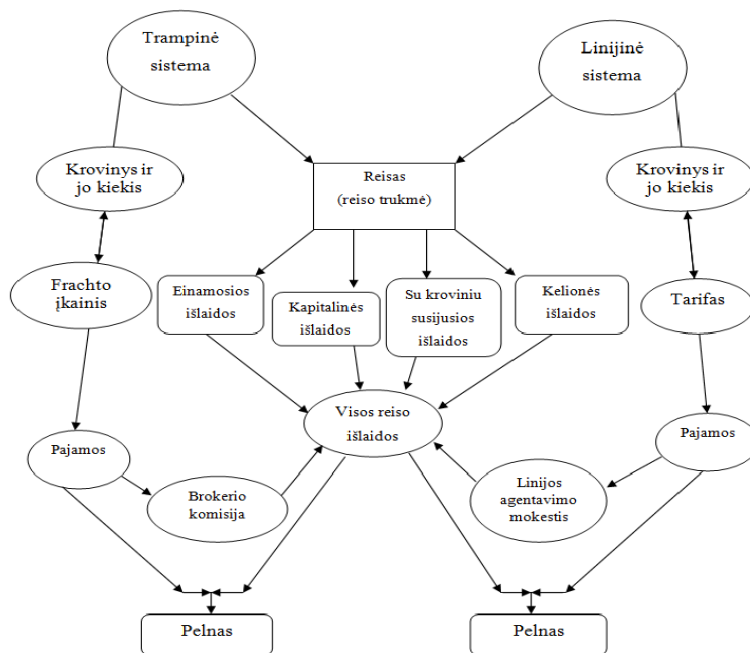 Trampinė
sistema
Linijinė
sistema
Krovinys ir
jo kiekis
Reisas
(reiso trukmė)
Krovinys ir
jo kiekis
Frachto
įkainis
Einamosios
išlaidos
Kapitalinės
išlaidos
Su kroviniu
susijusios
išlaidos
Kelionės
išlaidos
Tarifas
Visos reiso
išlaidos
Pajamos
Pajamos
Brokerio
komisija
Linijos
agentavimo
mokestis
Pelnas
Pelnas